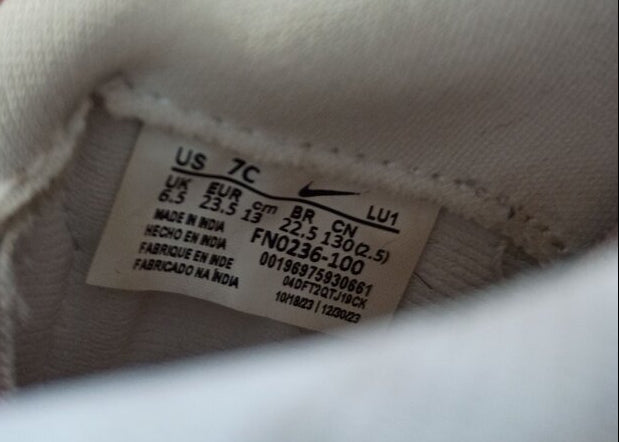 US 7C
UK EUR cm BR CN LU1
6.5 23.5 13 22.5 130(2.5)
MADE IN INDIA
HECHO EN INDIA
FABRIQUE EN INDE
FABRICADO NA ÍNDIA
FN0236-100
00196975930661
04DFT2QTJ19CK
10/18/23 | 12/30/23